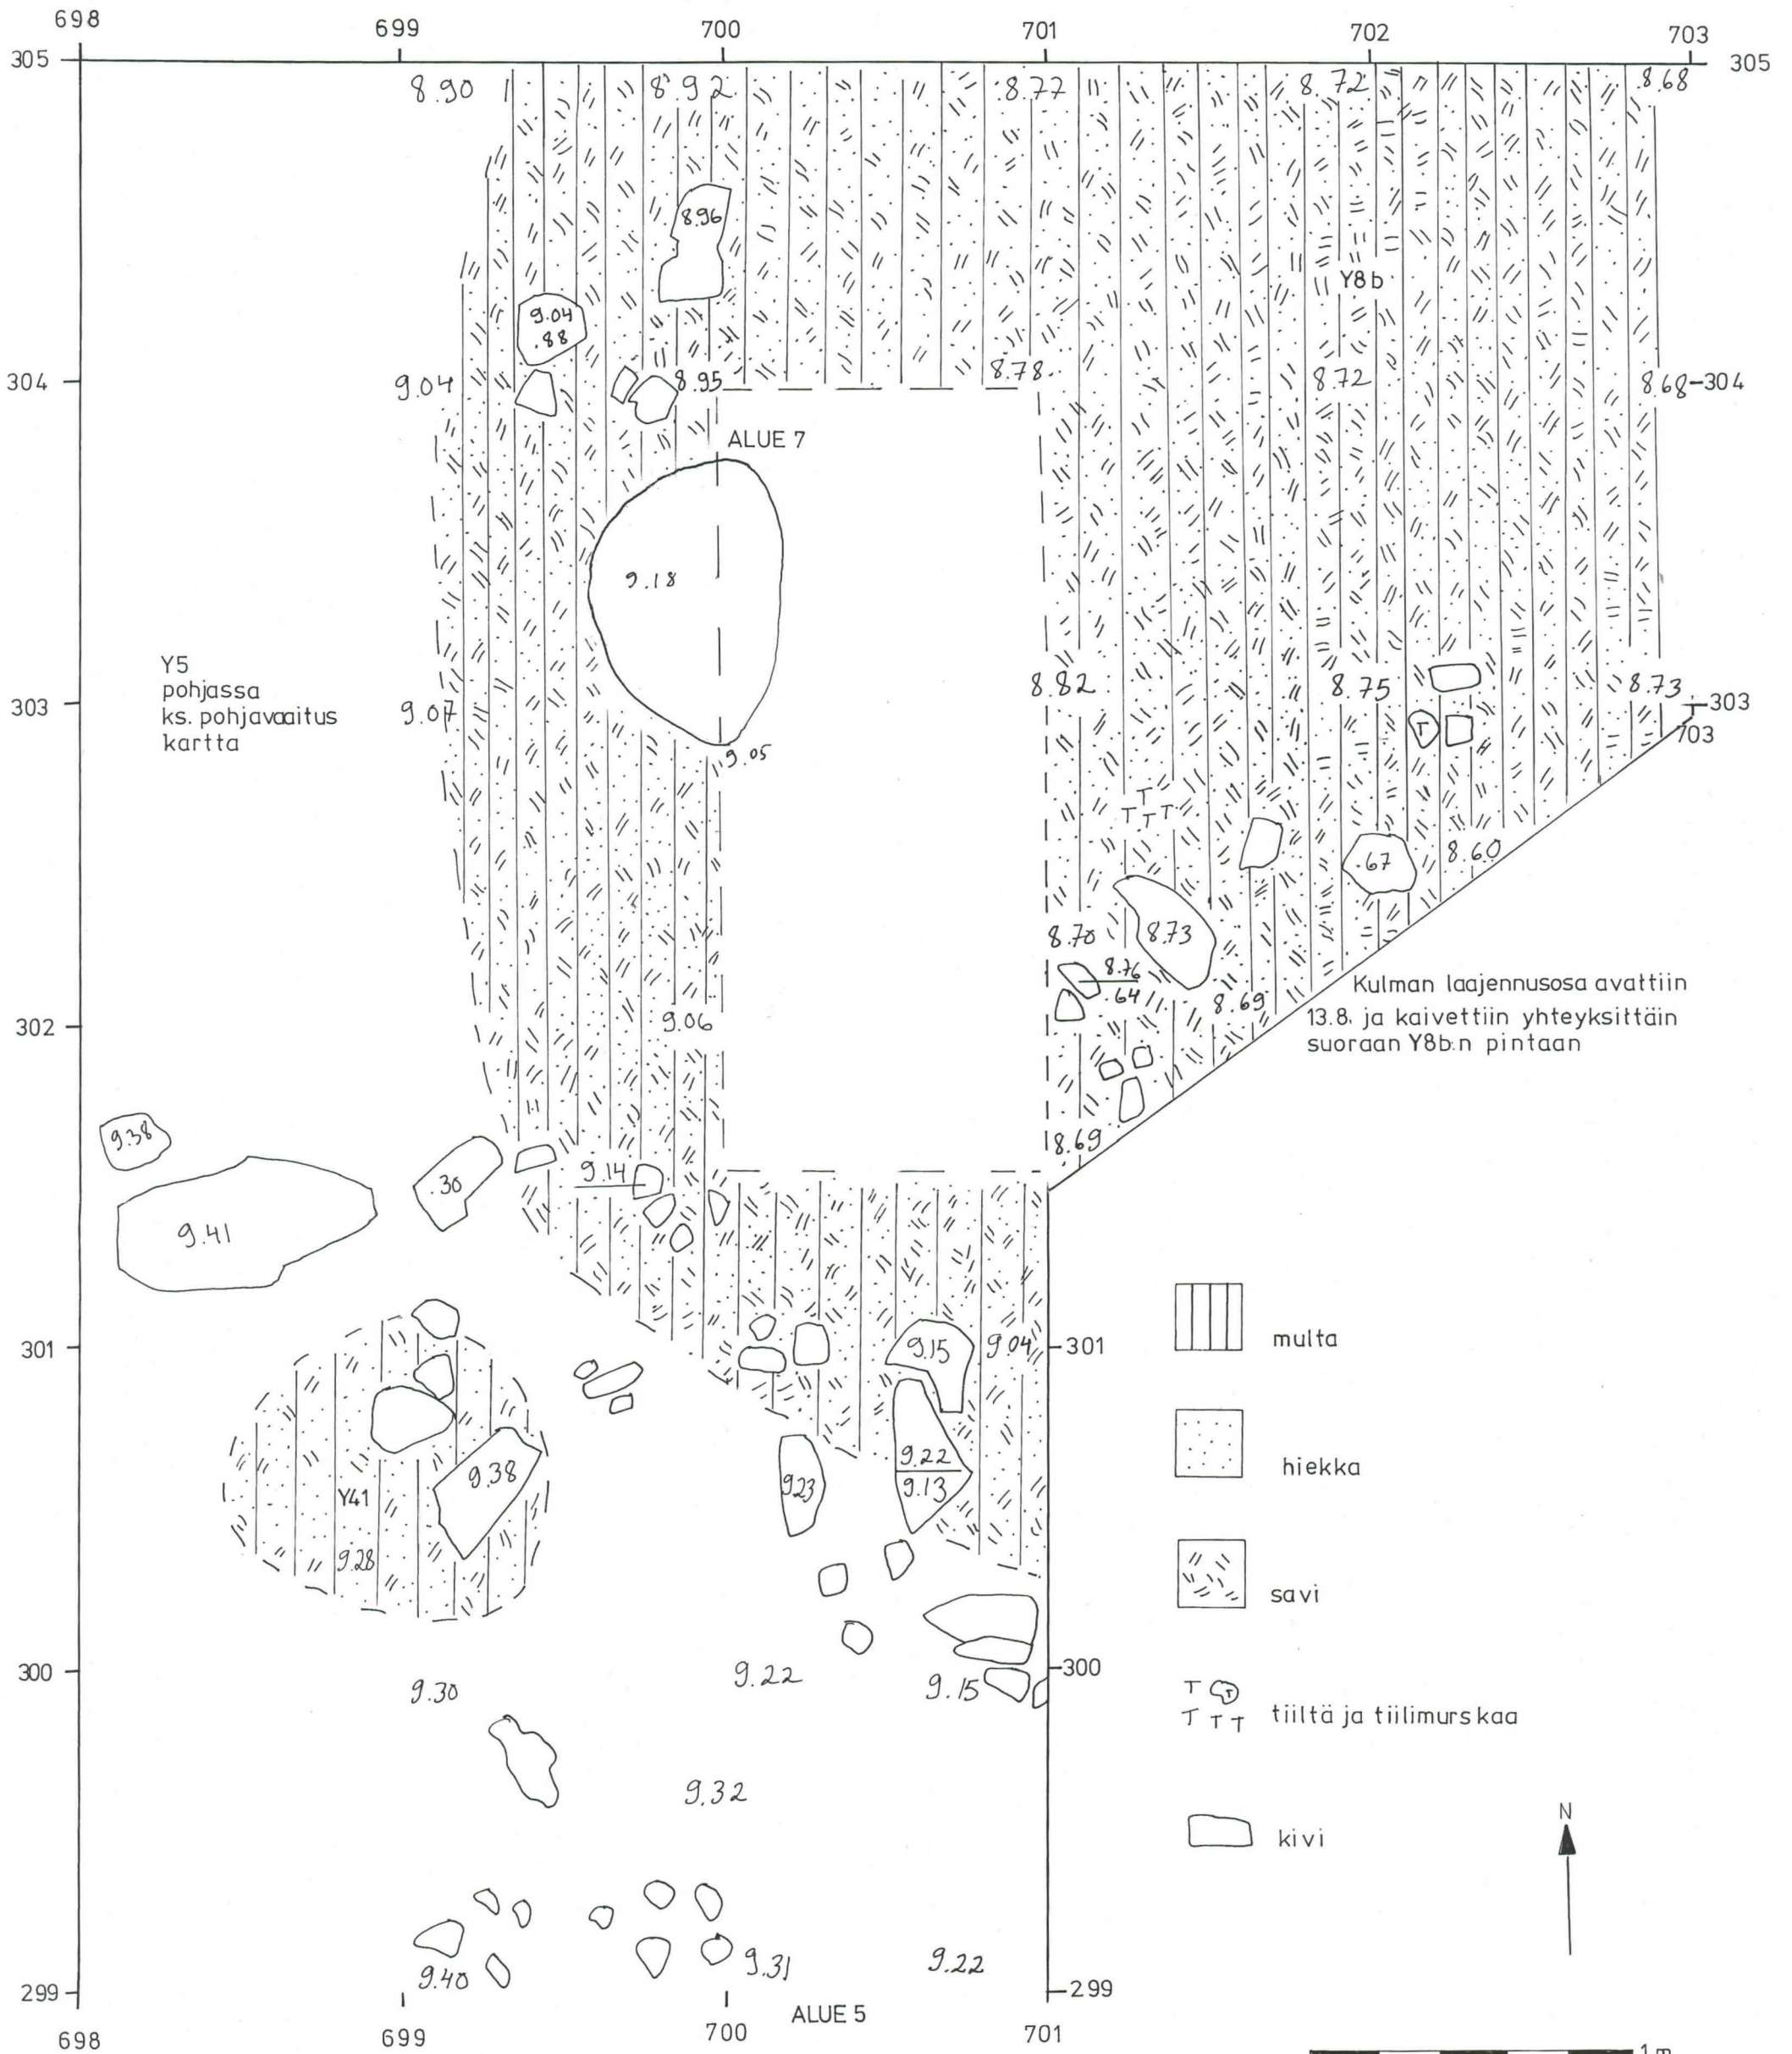 698 699 700 701 702 703
305 305
8.90 8.92 8.77 8.72 8.68
8.96
Y8b
9.04
.88
304 9.04 8.95 8.78 8.72 8.68 304
ALUE 7
9.18
Y5
pohjassa
ks. pohjavaaitus
kartta
303 9.07 8.82 8.75 8.73 303
T
703
9.05
T
T T T
8.60
.67
8.70 8.73
8.76
.64
8.69
Kulman laajennusosa avattiin
13.8. ja kaivettiin yhteyksittäin
suoraan Y8b:n pintaan
302 9.06
9.38 8.69
.30 9.14
9.41
multa
301 9.15 9.04 301
9.38 9.22
9.13
9.23
Y41
hiekka
9.28
savi
300 9.30 9.22 9.15 300
T T
T T T tiiltä ja tiilimurskaa
9.32
kivi
N
9.40 9.31 9.22
299 299
ALUE 5
698 699 700 701
1 m